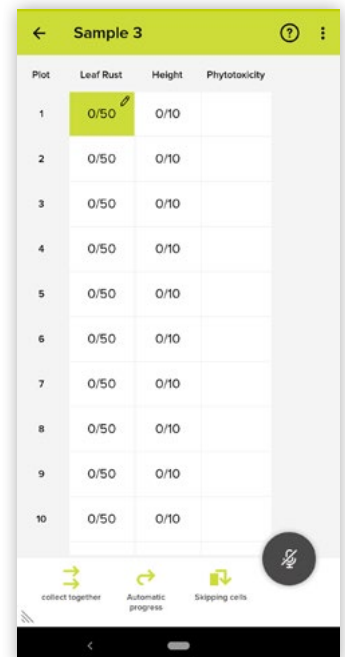 Sample 3
Plot Leaf Rust Height Phytotoxicity
1 0/50 0/10
2 0/50 0/10
3 0/50 0/10
4 0/50 0/10
5 0/50 0/10
6 0/50 0/10
7 0/50 0/10
8 0/50 0/10
9 0/50 0/10
10 0/50 0/10
collect together Automatic progress Skipping cells